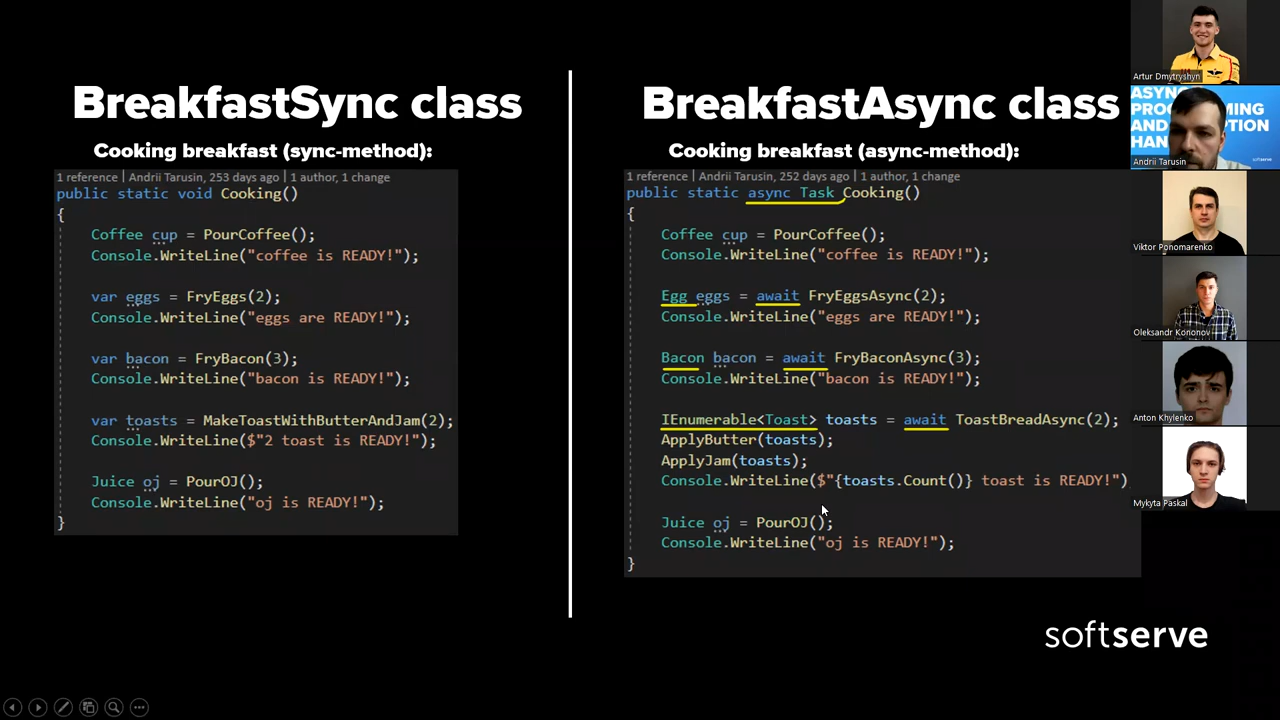 BreakfastSync class
Cooking breakfast (sync-method):
1 reference | Andrii Tarusin, 253 days ago | 1 author, 1 change
public static void Cooking()
{
Coffee cup = PourCoffee();
Console.WriteLine("coffee is READY!");
var eggs = FryEggs(2);
Console.WriteLine("eggs are READY!");
var bacon = FryBacon(3);
Console.WriteLine("bacon is READY!");
var toasts = MakeToastWithButterAndJam(2);
Console.WriteLine($"2 toast is READY!");
Juice oj = PourOJ();
Console.WriteLine("oj is READY!");
}
BreakfastAsync class
Cooking breakfast (async-method):
1 reference | Andrii Tarusin, 252 days ago | 1 author, 1 change
public static async Task Cooking()
{
Coffee cup = PourCoffee();
Console.WriteLine("coffee is READY!");
Egg eggs = await FryEggsAsync(2);
Console.WriteLine("eggs are READY!");
Bacon bacon = await FryBaconAsync(3);
Console.WriteLine("bacon is READY!");
IEnumerable<Toast> toasts = await ToastBreadAsync(2);
ApplyButter(toasts);
ApplyJam(toasts);
Console.WriteLine($"{toasts.Count()} toast is READY!")
Juice oj = PourOJ();
Console.WriteLine("oj is READY!");
}
softserve
Artur Dmytryshyn
ASYNC
AND
HAN
softserve
Andrii Tarusin
Viktor Ponomarenko
Oleksandr Kononov
Anton Khylenko
Mykyta Paskal